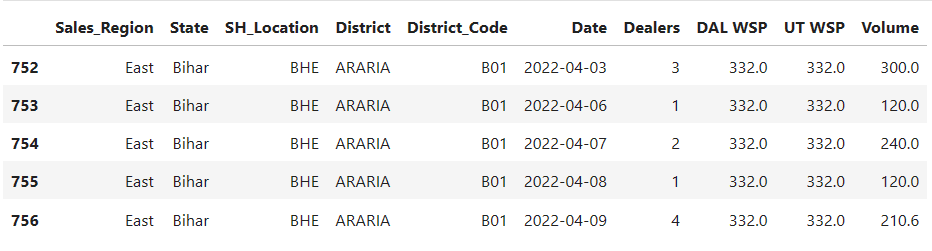 Sales_Region State SH_Location District District_Code Date Dealers DAL WSP UT WSP Volume
752 East Bihar BHE ARARIA B01 2022-04-03 3 332.0 332.0 300.0
753 East Bihar BHE ARARIA B01 2022-04-06 1 332.0 332.0 120.0
754 East Bihar BHE ARARIA B01 2022-04-07 2 332.0 332.0 240.0
755 East Bihar BHE ARARIA B01 2022-04-08 1 332.0 332.0 120.0
756 East Bihar BHE ARARIA B01 2022-04-09 4 332.0 332.0 210.6